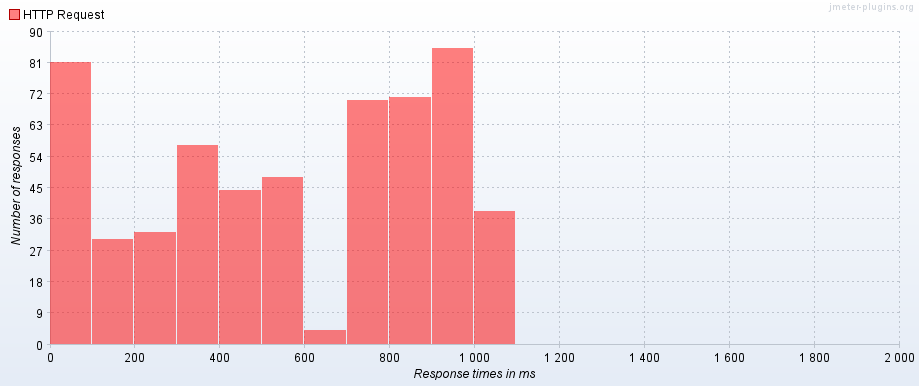 jmeter-plugins.org
HTTP Request
90
81
72
63
54
45
36
27
18
9
0
Number of responses
0 200 400 600 800 1 000 1 200 1 400 1 600 1 800 2 000
Response times in ms